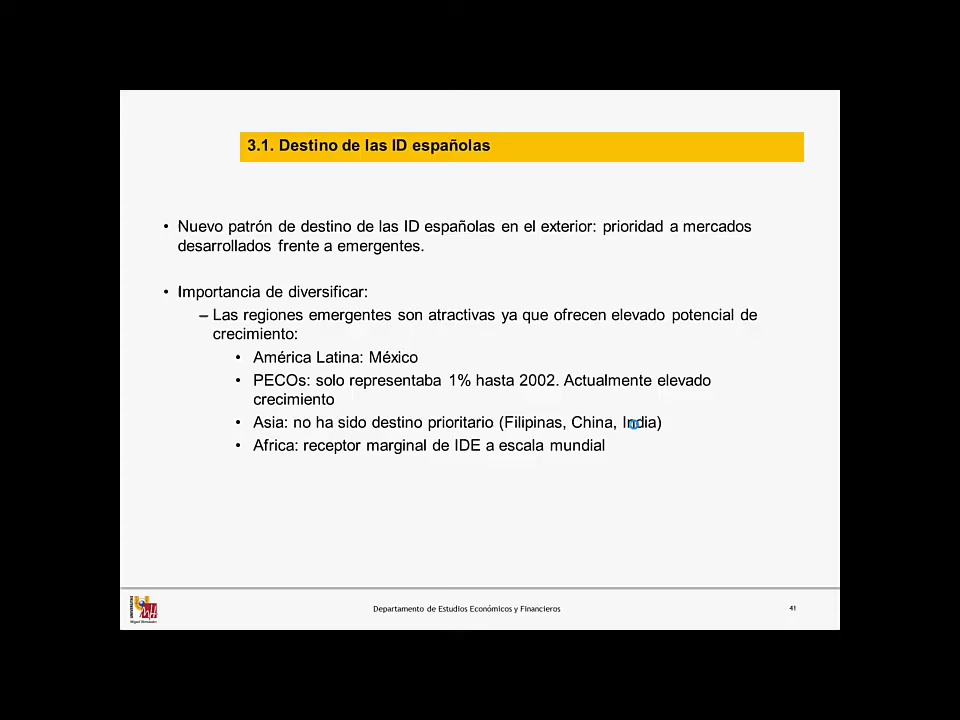 3.1. Destino de las ID españolas
• Nuevo patrón de destino de las ID españolas en el exterior: prioridad a mercados
desarrollados frente a emergentes.
• Importancia de diversificar:
– Las regiones emergentes son atractivas ya que ofrecen elevado potencial de
crecimiento:
• América Latina: México
• PECOs: solo representaba 1% hasta 2002. Actualmente elevado
crecimiento
• Asia: no ha sido destino prioritario (Filipinas, China, India)
• Africa: receptor marginal de IDE a escala mundial
UNIVERSITAS
Miguel Hernández
Departamento de Estudios Económicos y Financieros
41